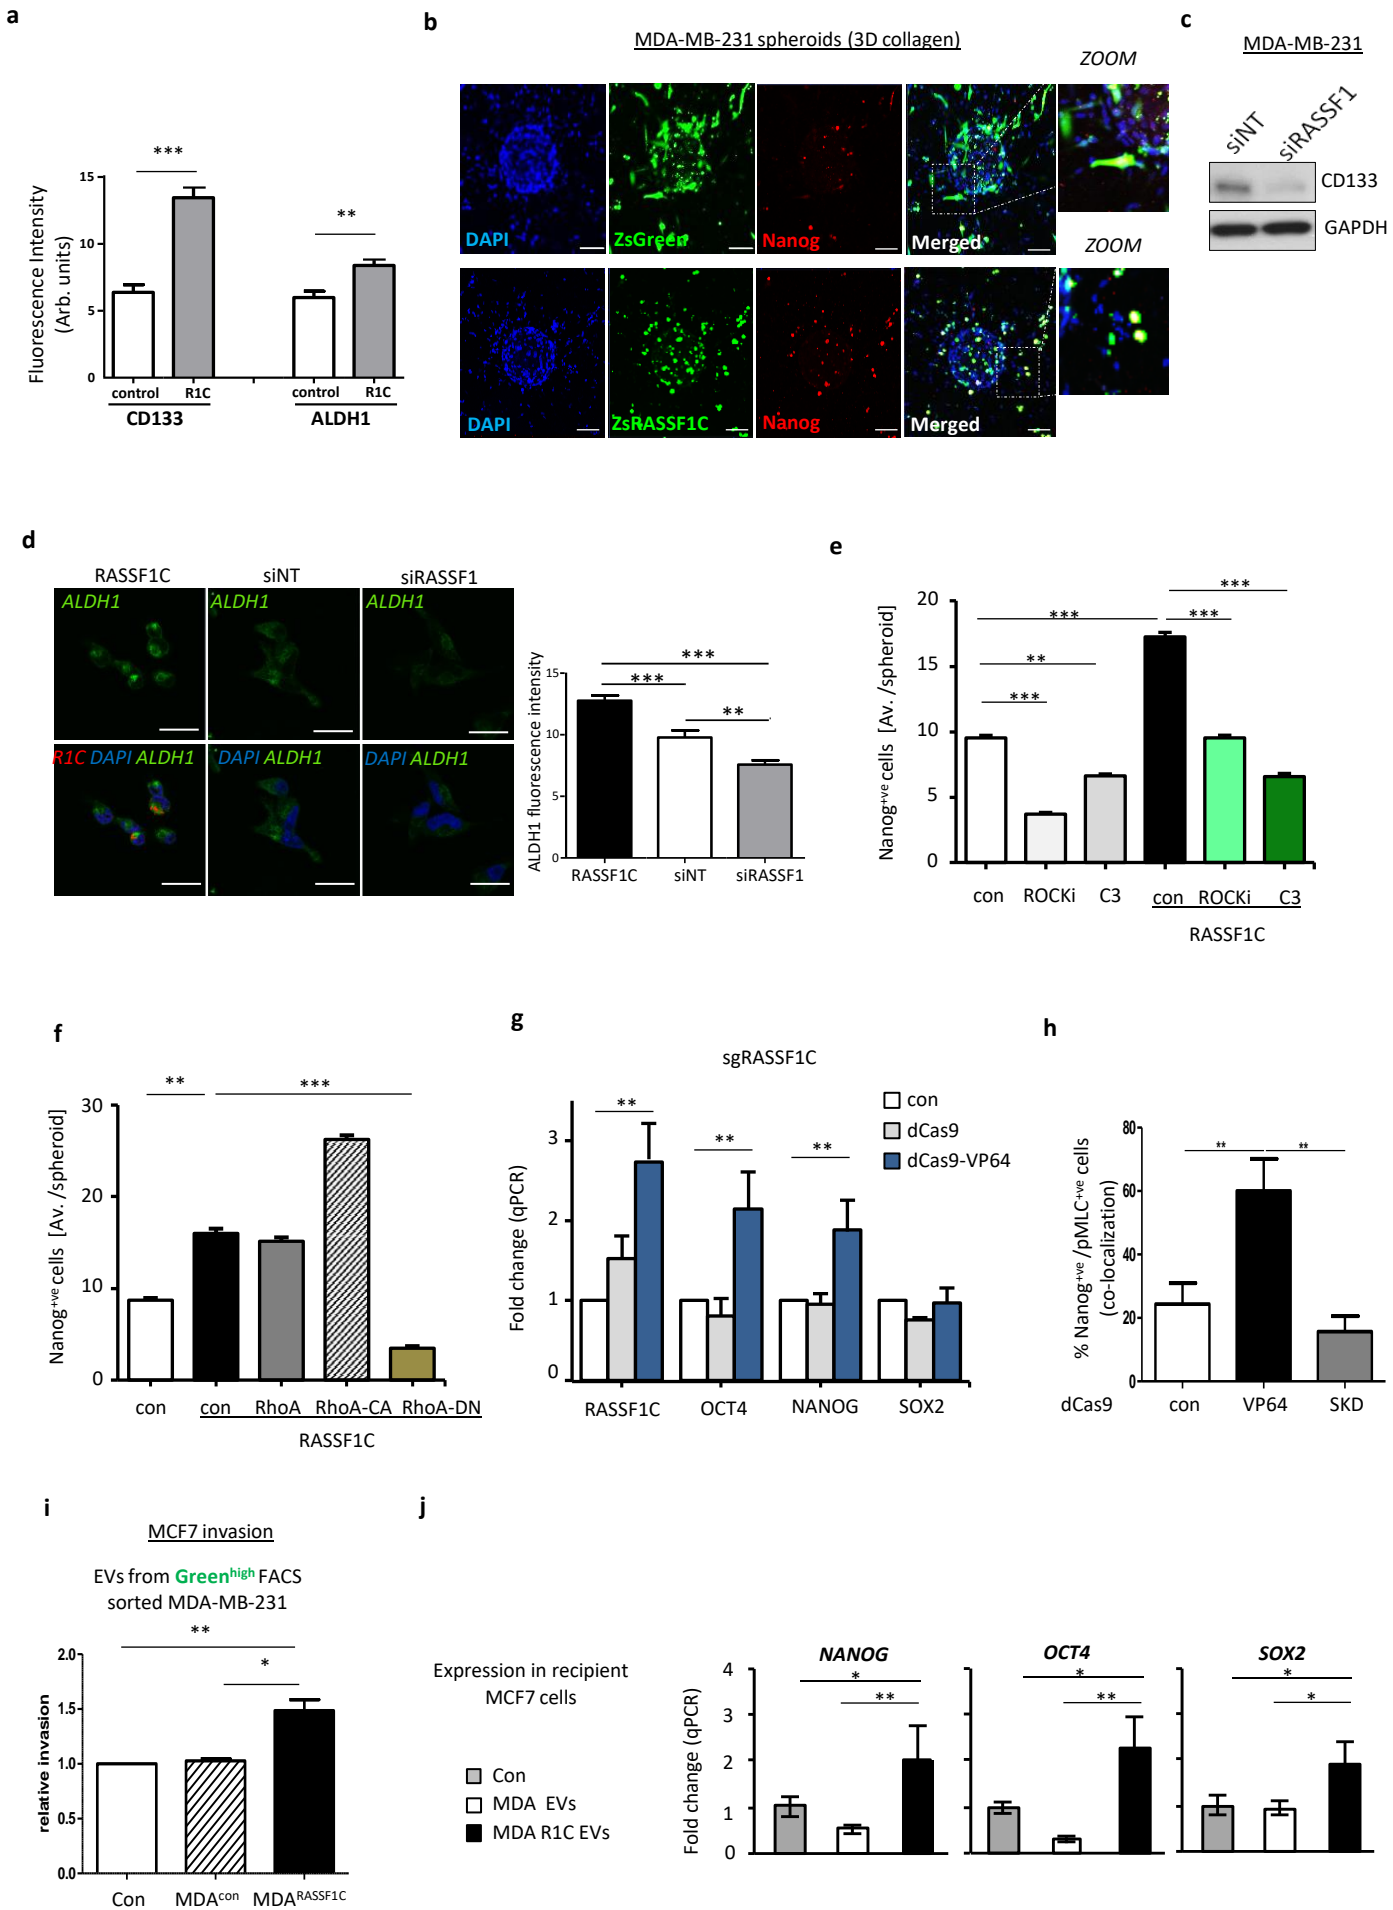 a
***
**
Fluorescence Intensity
(Arb. units)
15
10
5
0
control
R1C
control
R1C
CD133
ALDH1
b
MDA-MB-231 spheroids (3D collagen)
ZOOM
DAPI
ZsGreen
Nanog
Merged
ZOOM
DAPI
ZsRASSF1C
Nanog
Merged
c
MDA-MB-231
siNT
siRASSF1
CD133
GAPDH
d
RASSF1C
siNT
siRASSF1
ALDH1
ALDH1
ALDH1
R1C DAPI ALDH1
DAPI ALDH1
DAPI ALDH1
ALDH1 fluorescence intensity
15
10
5
0
***
***
**
RASSF1C
siNT
siRASSF1
e
Nanog+ve cells [Av. /spheroid]
20
15
10
5
0
***
**
***
***
***
con
ROCKi
C3
con
ROCKi
C3
RASSF1C
f
Nanog+ve cells [Av. /spheroid]
30
20
10
0
**
***
con
con
RhoA
RhoA-CA
RhoA-DN
RASSF1C
g
sgRASSF1C
con
dCas9
dCas9-VP64
Fold change (qPCR)
3
2
1
0
**
**
**
RASSF1C
OCT4
NANOG
SOX2
h
% Nanog+ve/pMLC+ve cells
(co-localization)
80
60
40
20
0
**
**
dCas9
con
VP64
SKD
i
MCF7 invasion
EVs from Greenhigh FACS
sorted MDA-MB-231
**
*
relative invasion
2.0
1.5
1.0
0.5
0.0
Con
MDAcon
MDARASSF1C
j
Expression in recipient
MCF7 cells
Con
MDA EVs
MDA R1C EVs
Fold change (qPCR)
4
3
2
1
0
NANOG
*
**
OCT4
*
**
SOX2
*
*